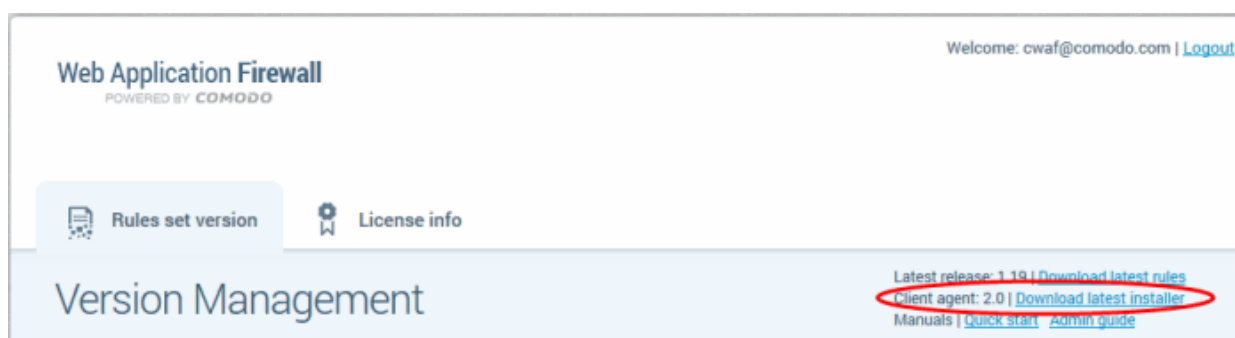 Welcome: cwaf@comodo.com | Logout
Web Application Firewall
POWERED BY COMODO
Rules set version
License info
Version Management
Latest release: 1.19 | Download latest rules
Client agent: 2.0 | Download latest installer
Manuals | Quick start Admin guide